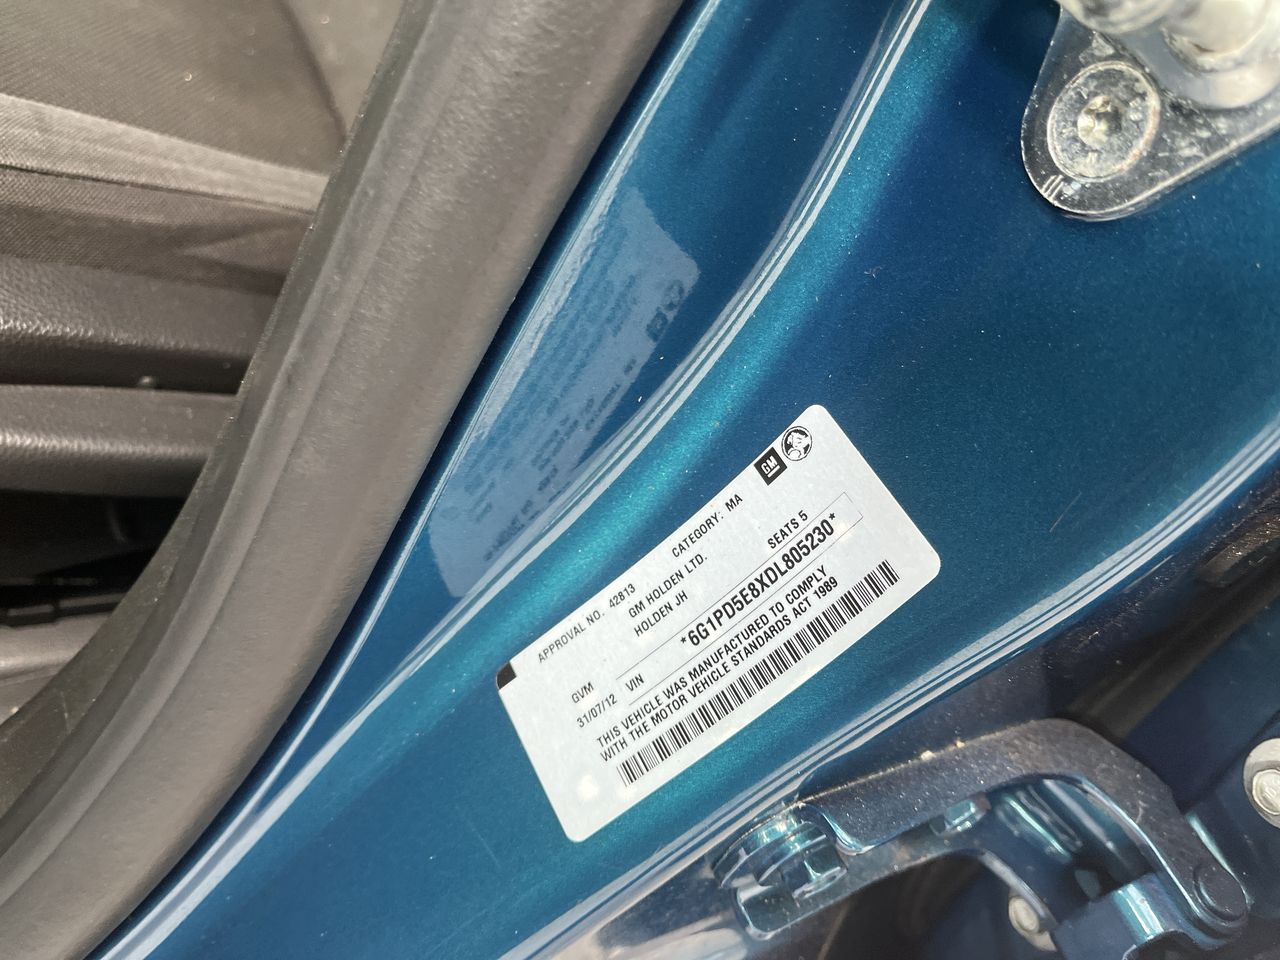 GM
APPROVAL NO. 42813 CATEGORY: MA
GM HOLDEN LTD.
HOLDEN JH SEATS 5
GVM
31/07/12 VIN *6G1PD5E8XDL805230*
THIS VEHICLE WAS MANUFACTURED TO COMPLY
WITH THE MOTOR VEHICLE STANDARDS ACT 1989